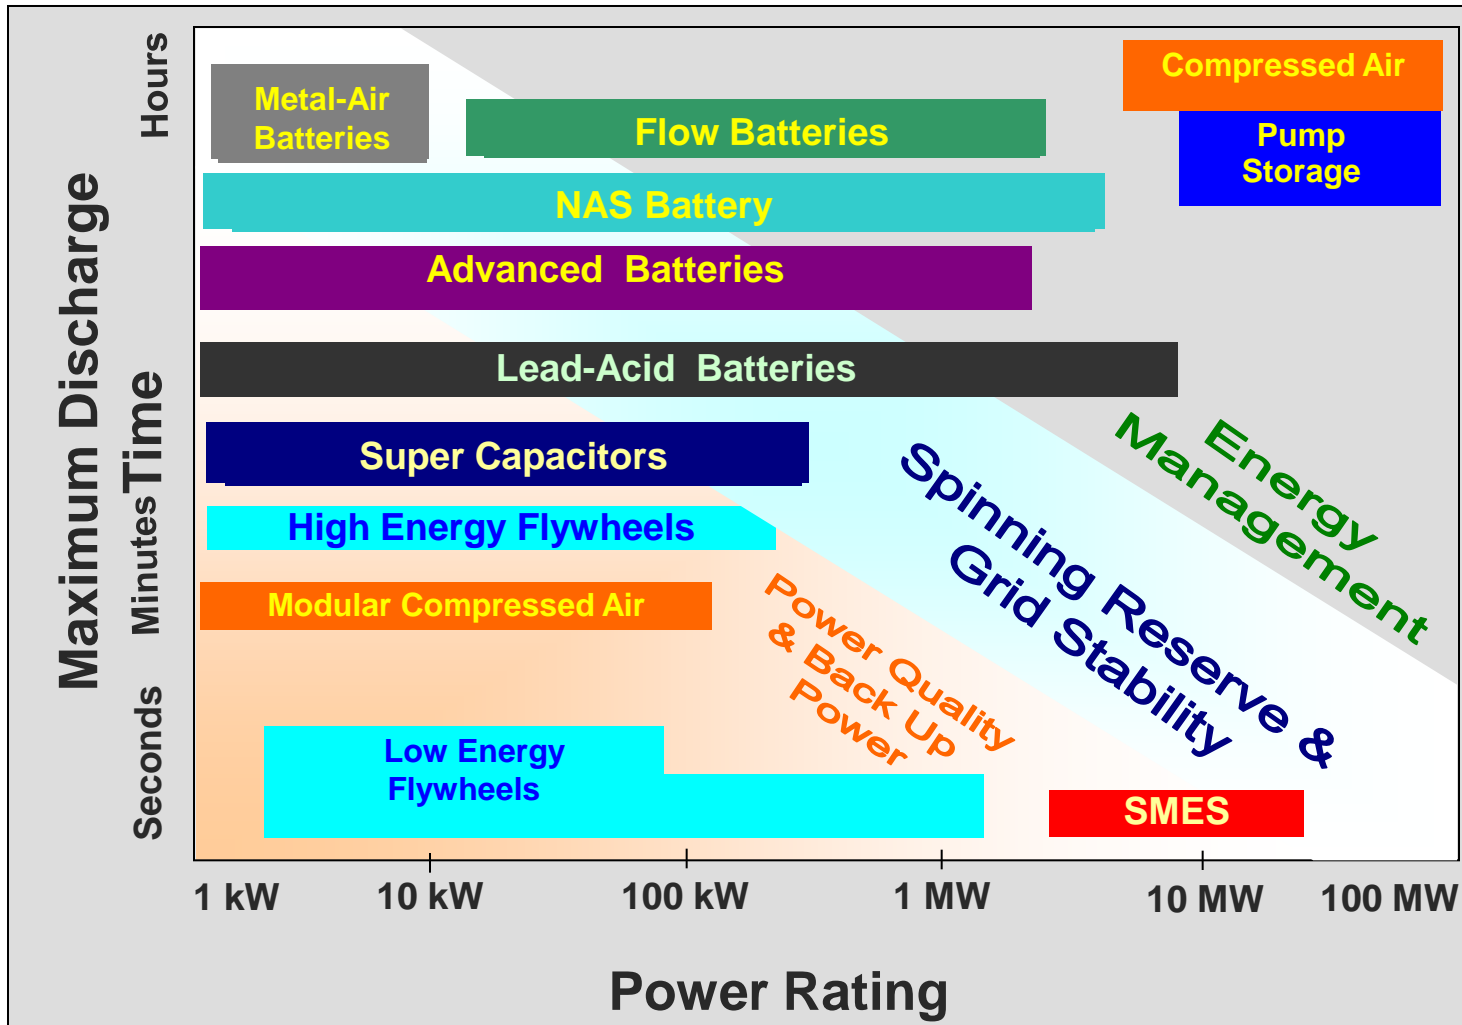 Hours
Minutes
Seconds
Maximum Discharge
Time
Metal-Air
Batteries
Flow Batteries
Compressed Air
Pump
Storage
NAS Battery
Advanced Batteries
Lead-Acid Batteries
Super Capacitors
High Energy Flywheels
Modular Compressed Air
Low Energy
Flywheels
SMES
Energy
Management
Spinning Reserve &
Grid Stability
Power Quality
& Back Up
Power
1 kW
10 kW
100 kW
1 MW
10 MW
100 MW
Power Rating